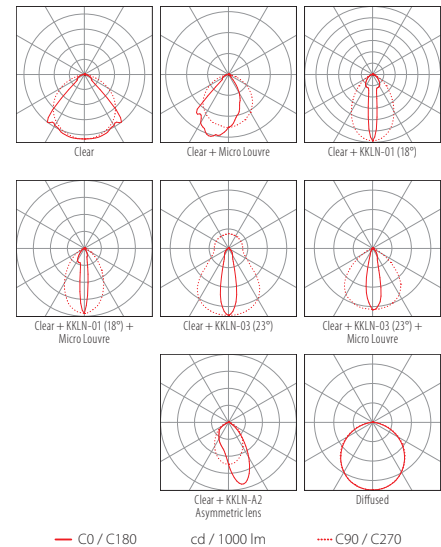 Clear
Clear + Micro Louvre
Clear + KKLN-01 (18°)
Clear + KKLN-01 (18°) +
Micro Louvre
Clear + KKLN-03 (23°)
Clear + KKLN-03 (23°) +
Micro Louvre
Clear + KKLN-A2
Asymmetric lens
Diffused
C0 / C180 cd / 1000 lm C90 / C270